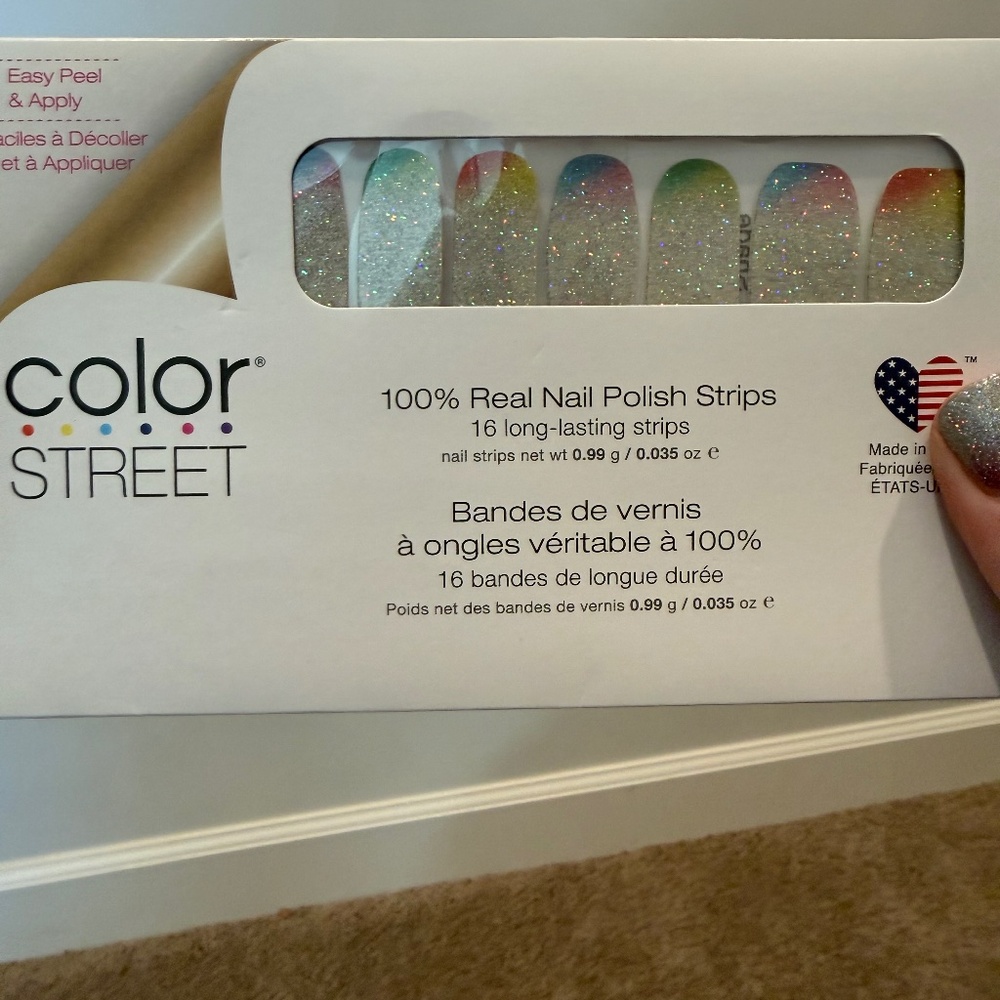 Easy Peel
& Apply
aciles à Décoller
et à Appliquer
color®
STREET
100% Real Nail Polish Strips
16 long-lasting strips
nail strips net wt 0.99 g / 0.035 oz ℮
Bandes de vernis
à ongles véritable à 100%
16 bandes de longue durée
Poids net des bandes de vernis 0.99 g / 0.035 oz ℮
TM
Made in
Fabriquée
ÉTATS-U